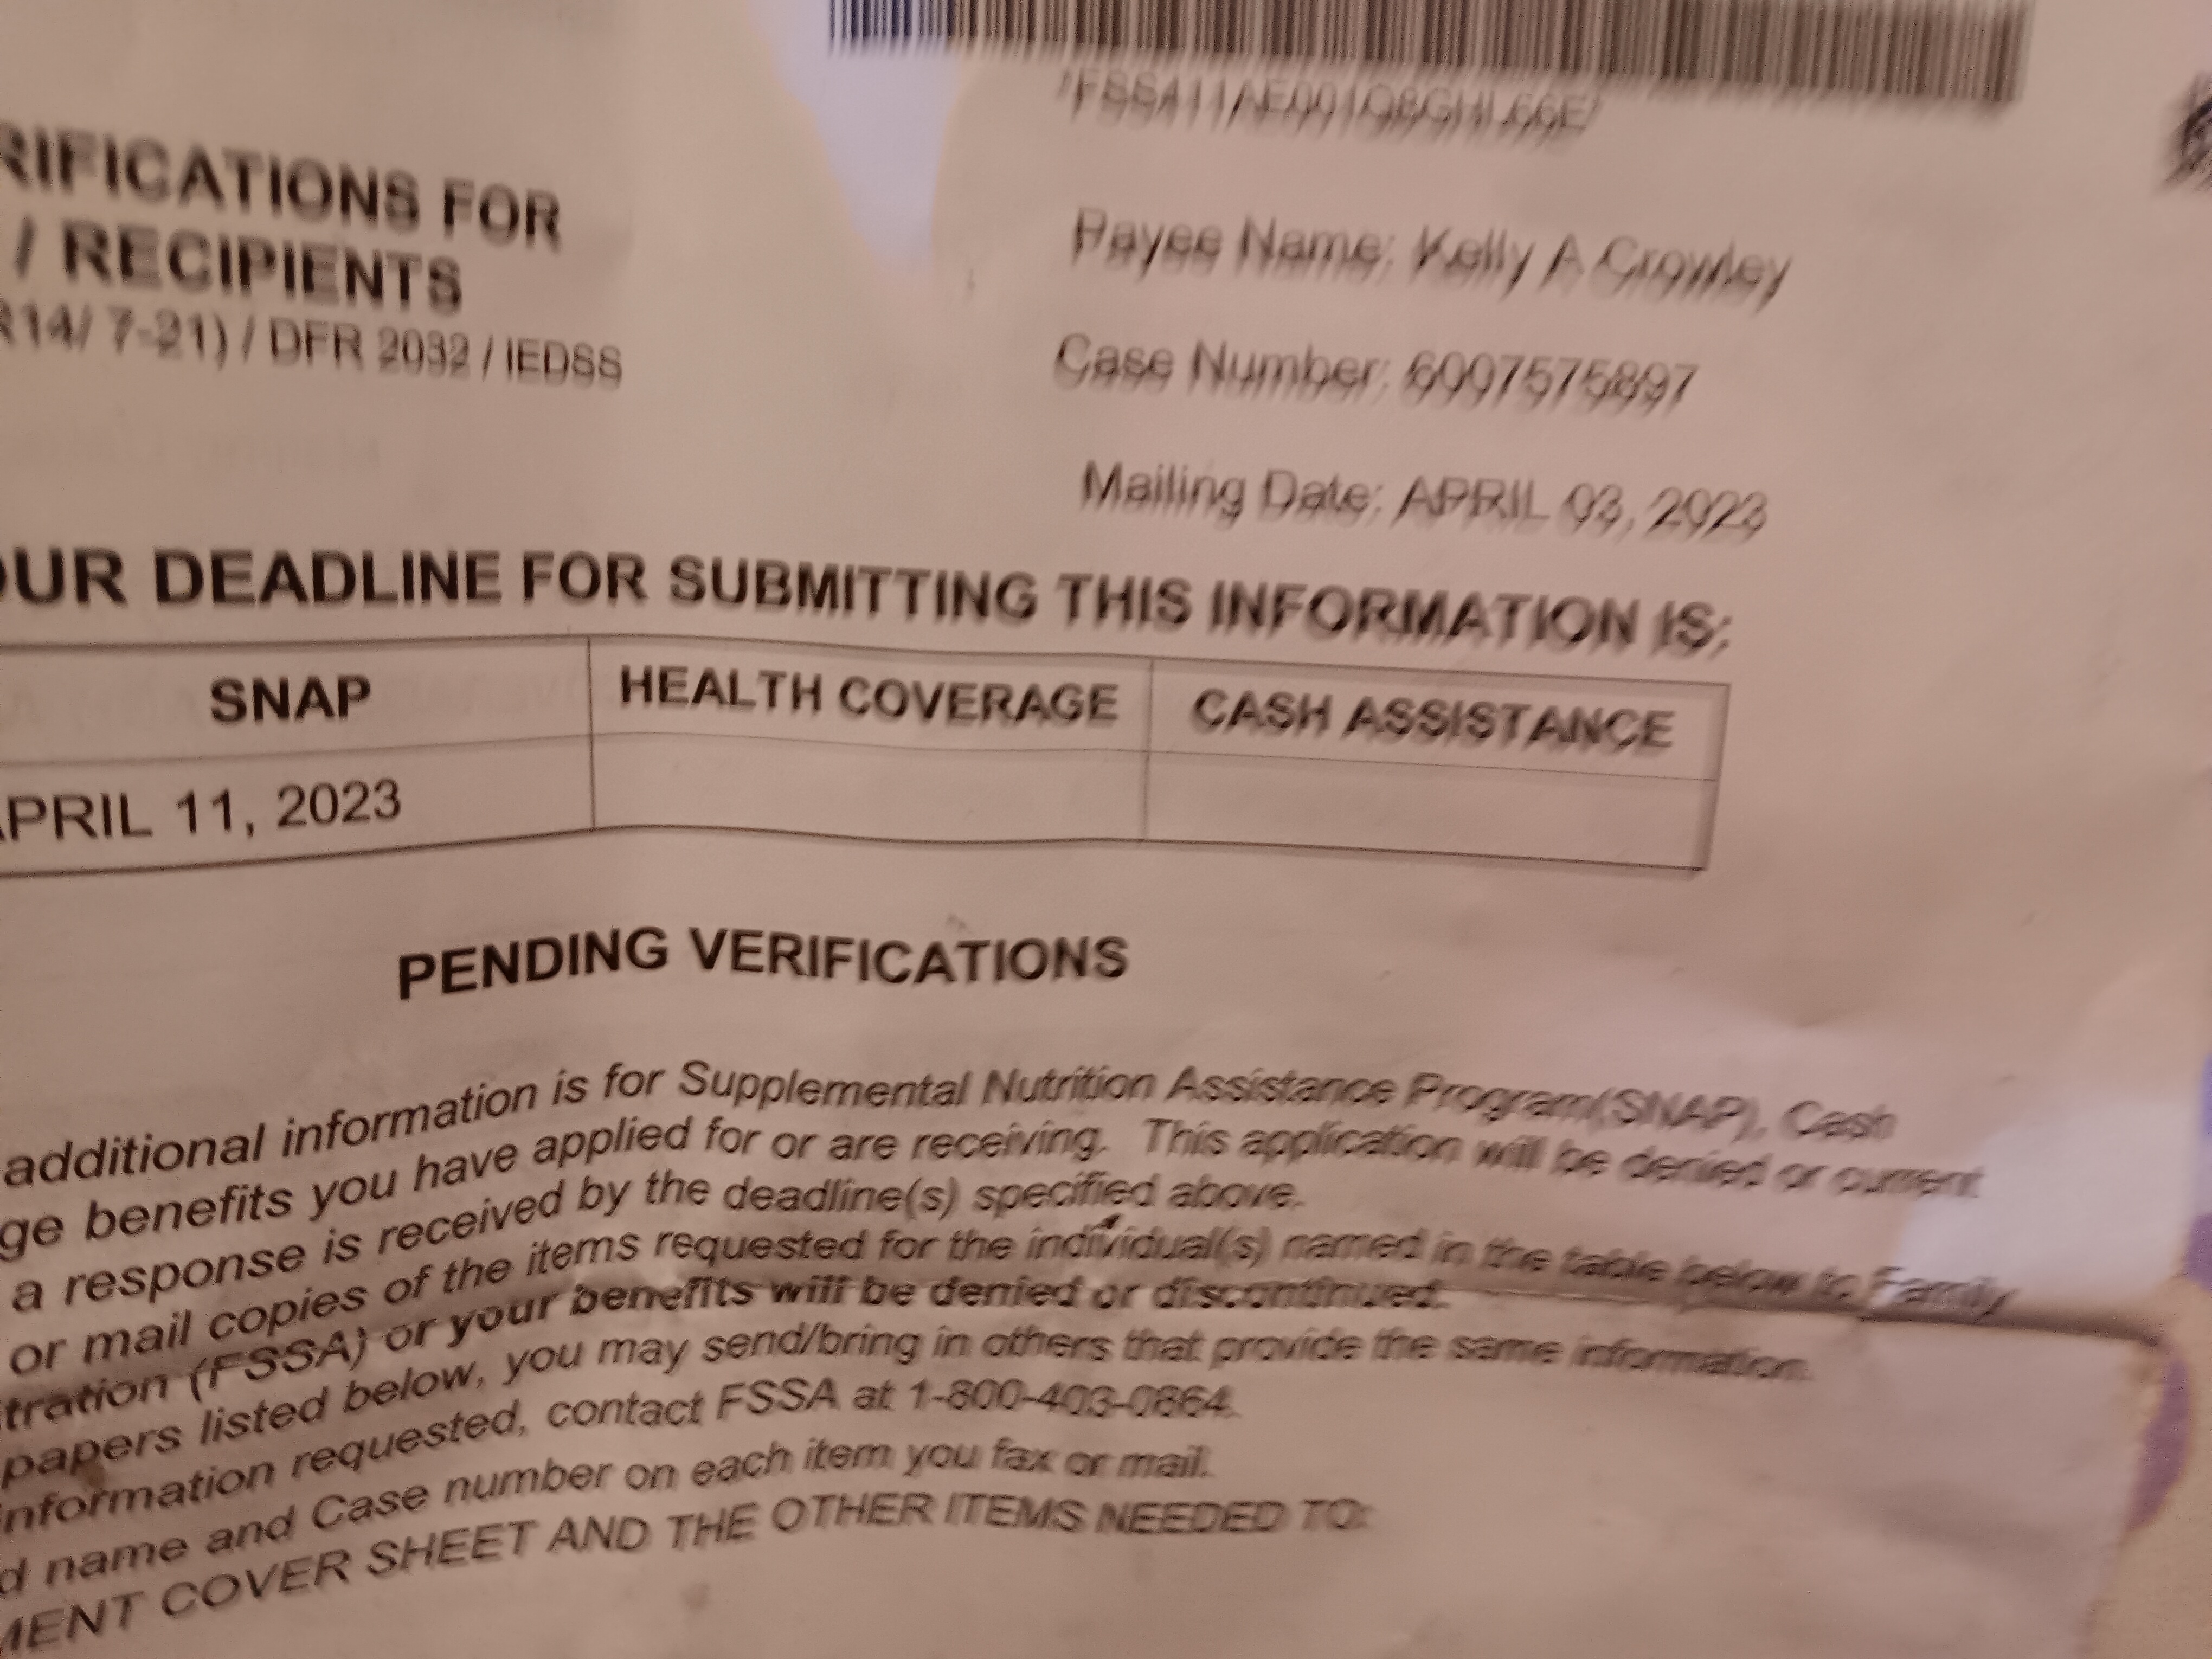 RIFICATIONS FOR
/ RECIPIENTS
R14/ 7-21) / DFR 2032 / IEDSS
Payee Name: Kelly A Crowley
Case Number: 6007575897
Mailing Date: APRIL 03, 2023
OUR DEADLINE FOR SUBMITTING THIS INFORMATION IS:
SNAP HEALTH COVERAGE CASH ASSISTANCE
APRIL 11, 2023
PENDING VERIFICATIONS
additional information is for Supplemental Nutrition Assistance Program(SNAP), Cash
ge benefits you have applied for or are receiving. This application will be denied or current
a response is received by the deadline(s) specified above.
or mail copies of the items requested for the individual(s) named in the table below to Family
tration (FSSA) or your benefits will be denied or discontinued.
papers listed below, you may send/bring in others that provide the same information.
information requested, contact FSSA at 1-800-403-0864.
d name and Case number on each item you fax or mail.
MENT COVER SHEET AND THE OTHER ITEMS NEEDED TO: